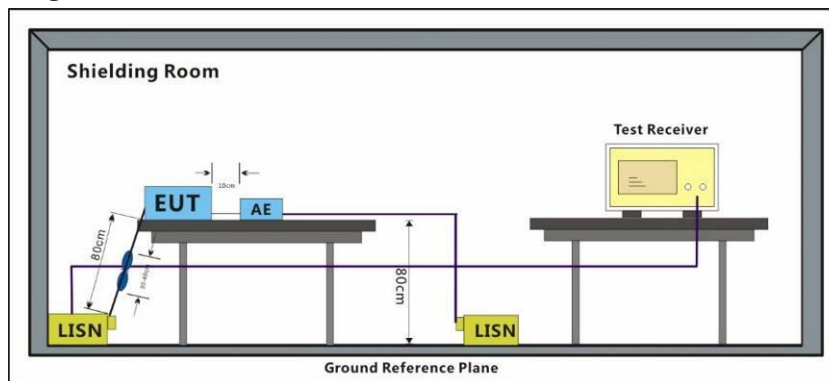 Shielding Room
Test Receiver
10cm
EUT
AE
80cm
80cm
LISN
LISN
Ground Reference Plane